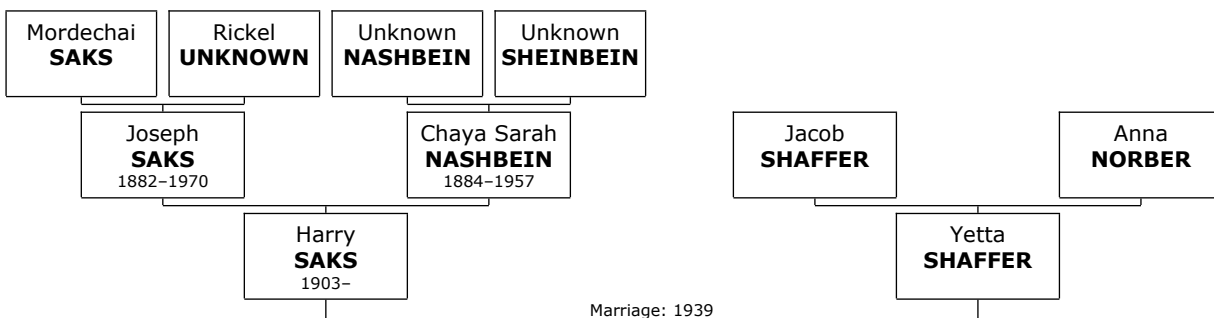 Mordechai
SAKS
Rickel
UNKNOWN
Unknown
NASHBEIN
Unknown
SHEINBEIN
Joseph
SAKS
1882–1970
Chaya Sarah
NASHBEIN
1884–1957
Jacob
SHAFFER
Anna
NORBER
Harry
SAKS
1903–
Yetta
SHAFFER
Marriage: 1939